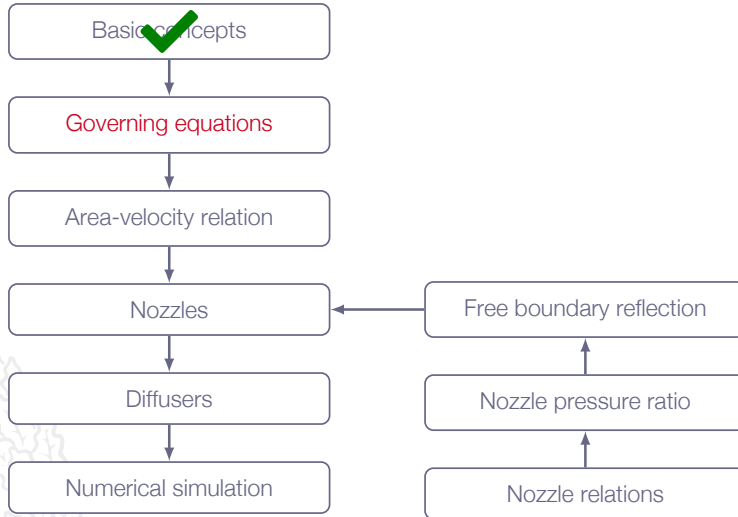 Basic concepts
Governing equations
Area-velocity relation
Nozzles
Free boundary reflection
Diffusers
Nozzle pressure ratio
Numerical simulation
Nozzle relations